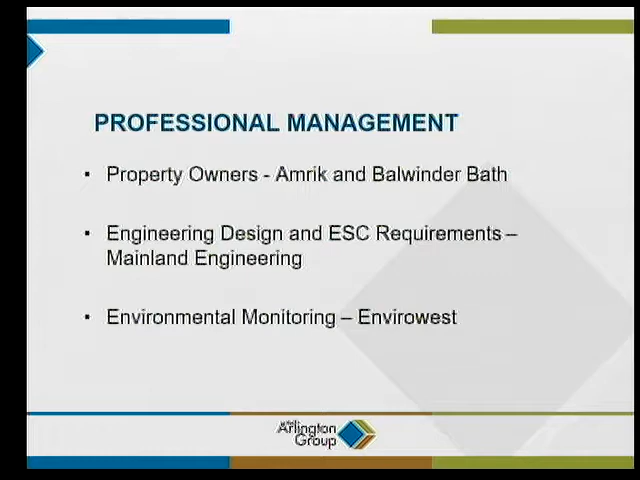 PROFESSIONAL MANAGEMENT
• Property Owners - Amrik and Balwinder Bath
• Engineering Design and ESC Requirements –
Mainland Engineering
• Environmental Monitoring – Envirowest
the
Arlington
Group